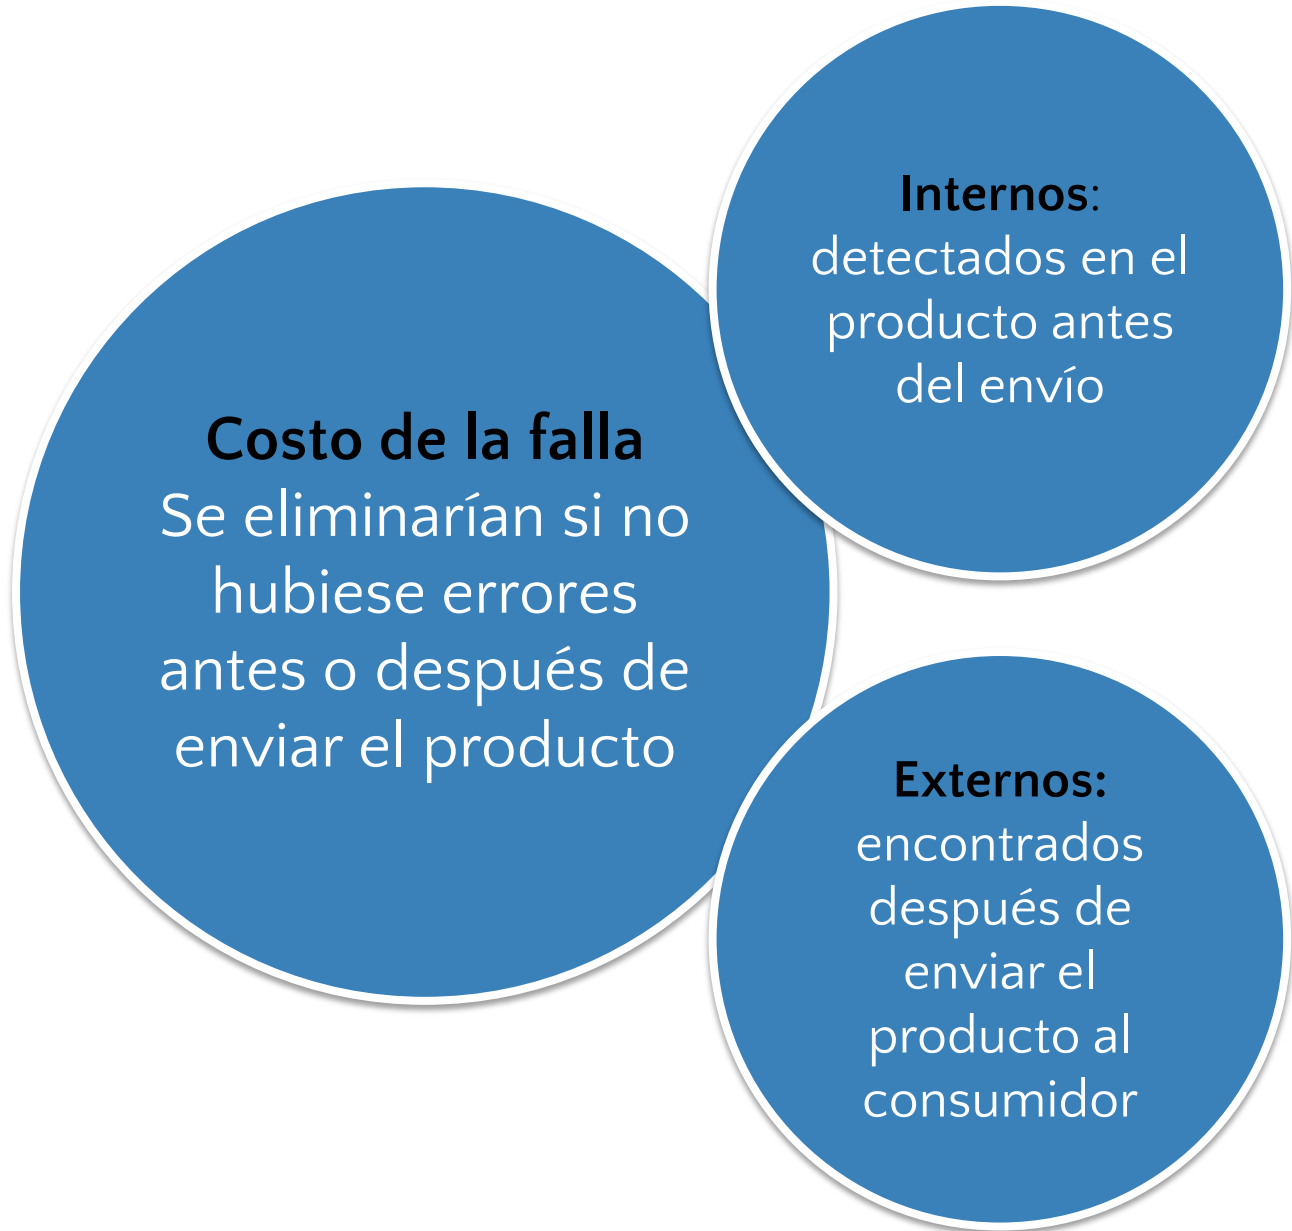 Costo de la falla
Se eliminarían si no
hubiese errores
antes o después de
enviar el producto
Internos:
detectados en el
producto antes
del envío
Externos:
encontrados
después de
enviar el
producto al
consumidor